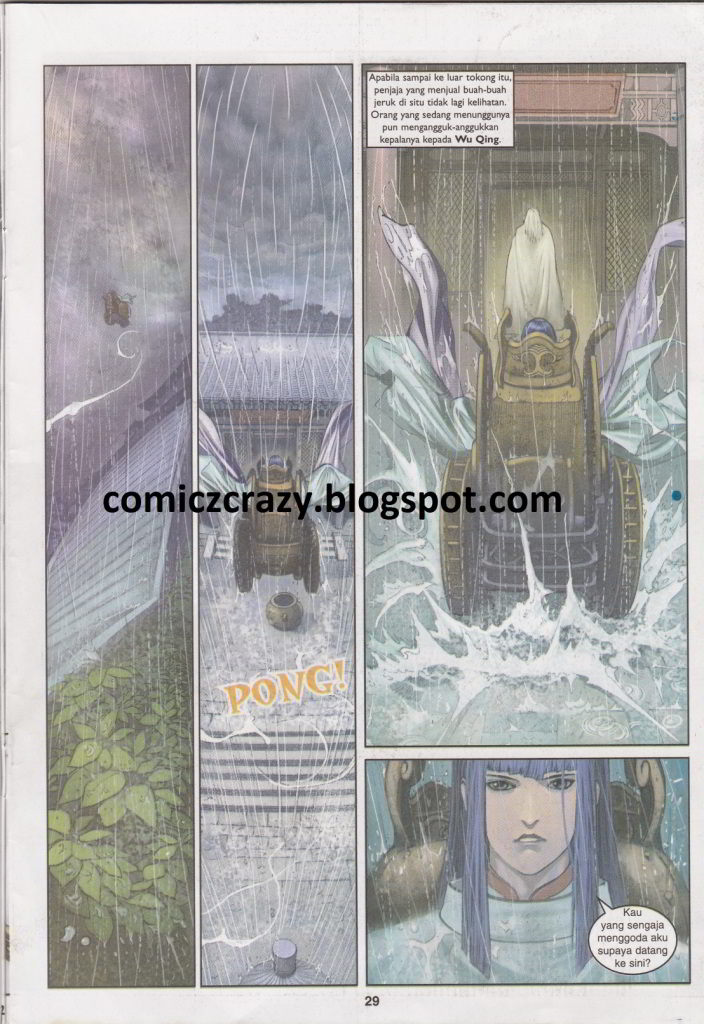 Apabila sampai ke luar tokong itu,
penjaja yang menjual buah-buah
jeruk di situ tidak lagi kelihatan.
Orang yang sedang menunggunya
pun mengangguk-anggukkan
kepalanya kepada Wu Qing.
comiczcrazy.blogspot.com
PONG!
Kau
yang sengaja
menggoda aku
supaya datang
ke sini?
29